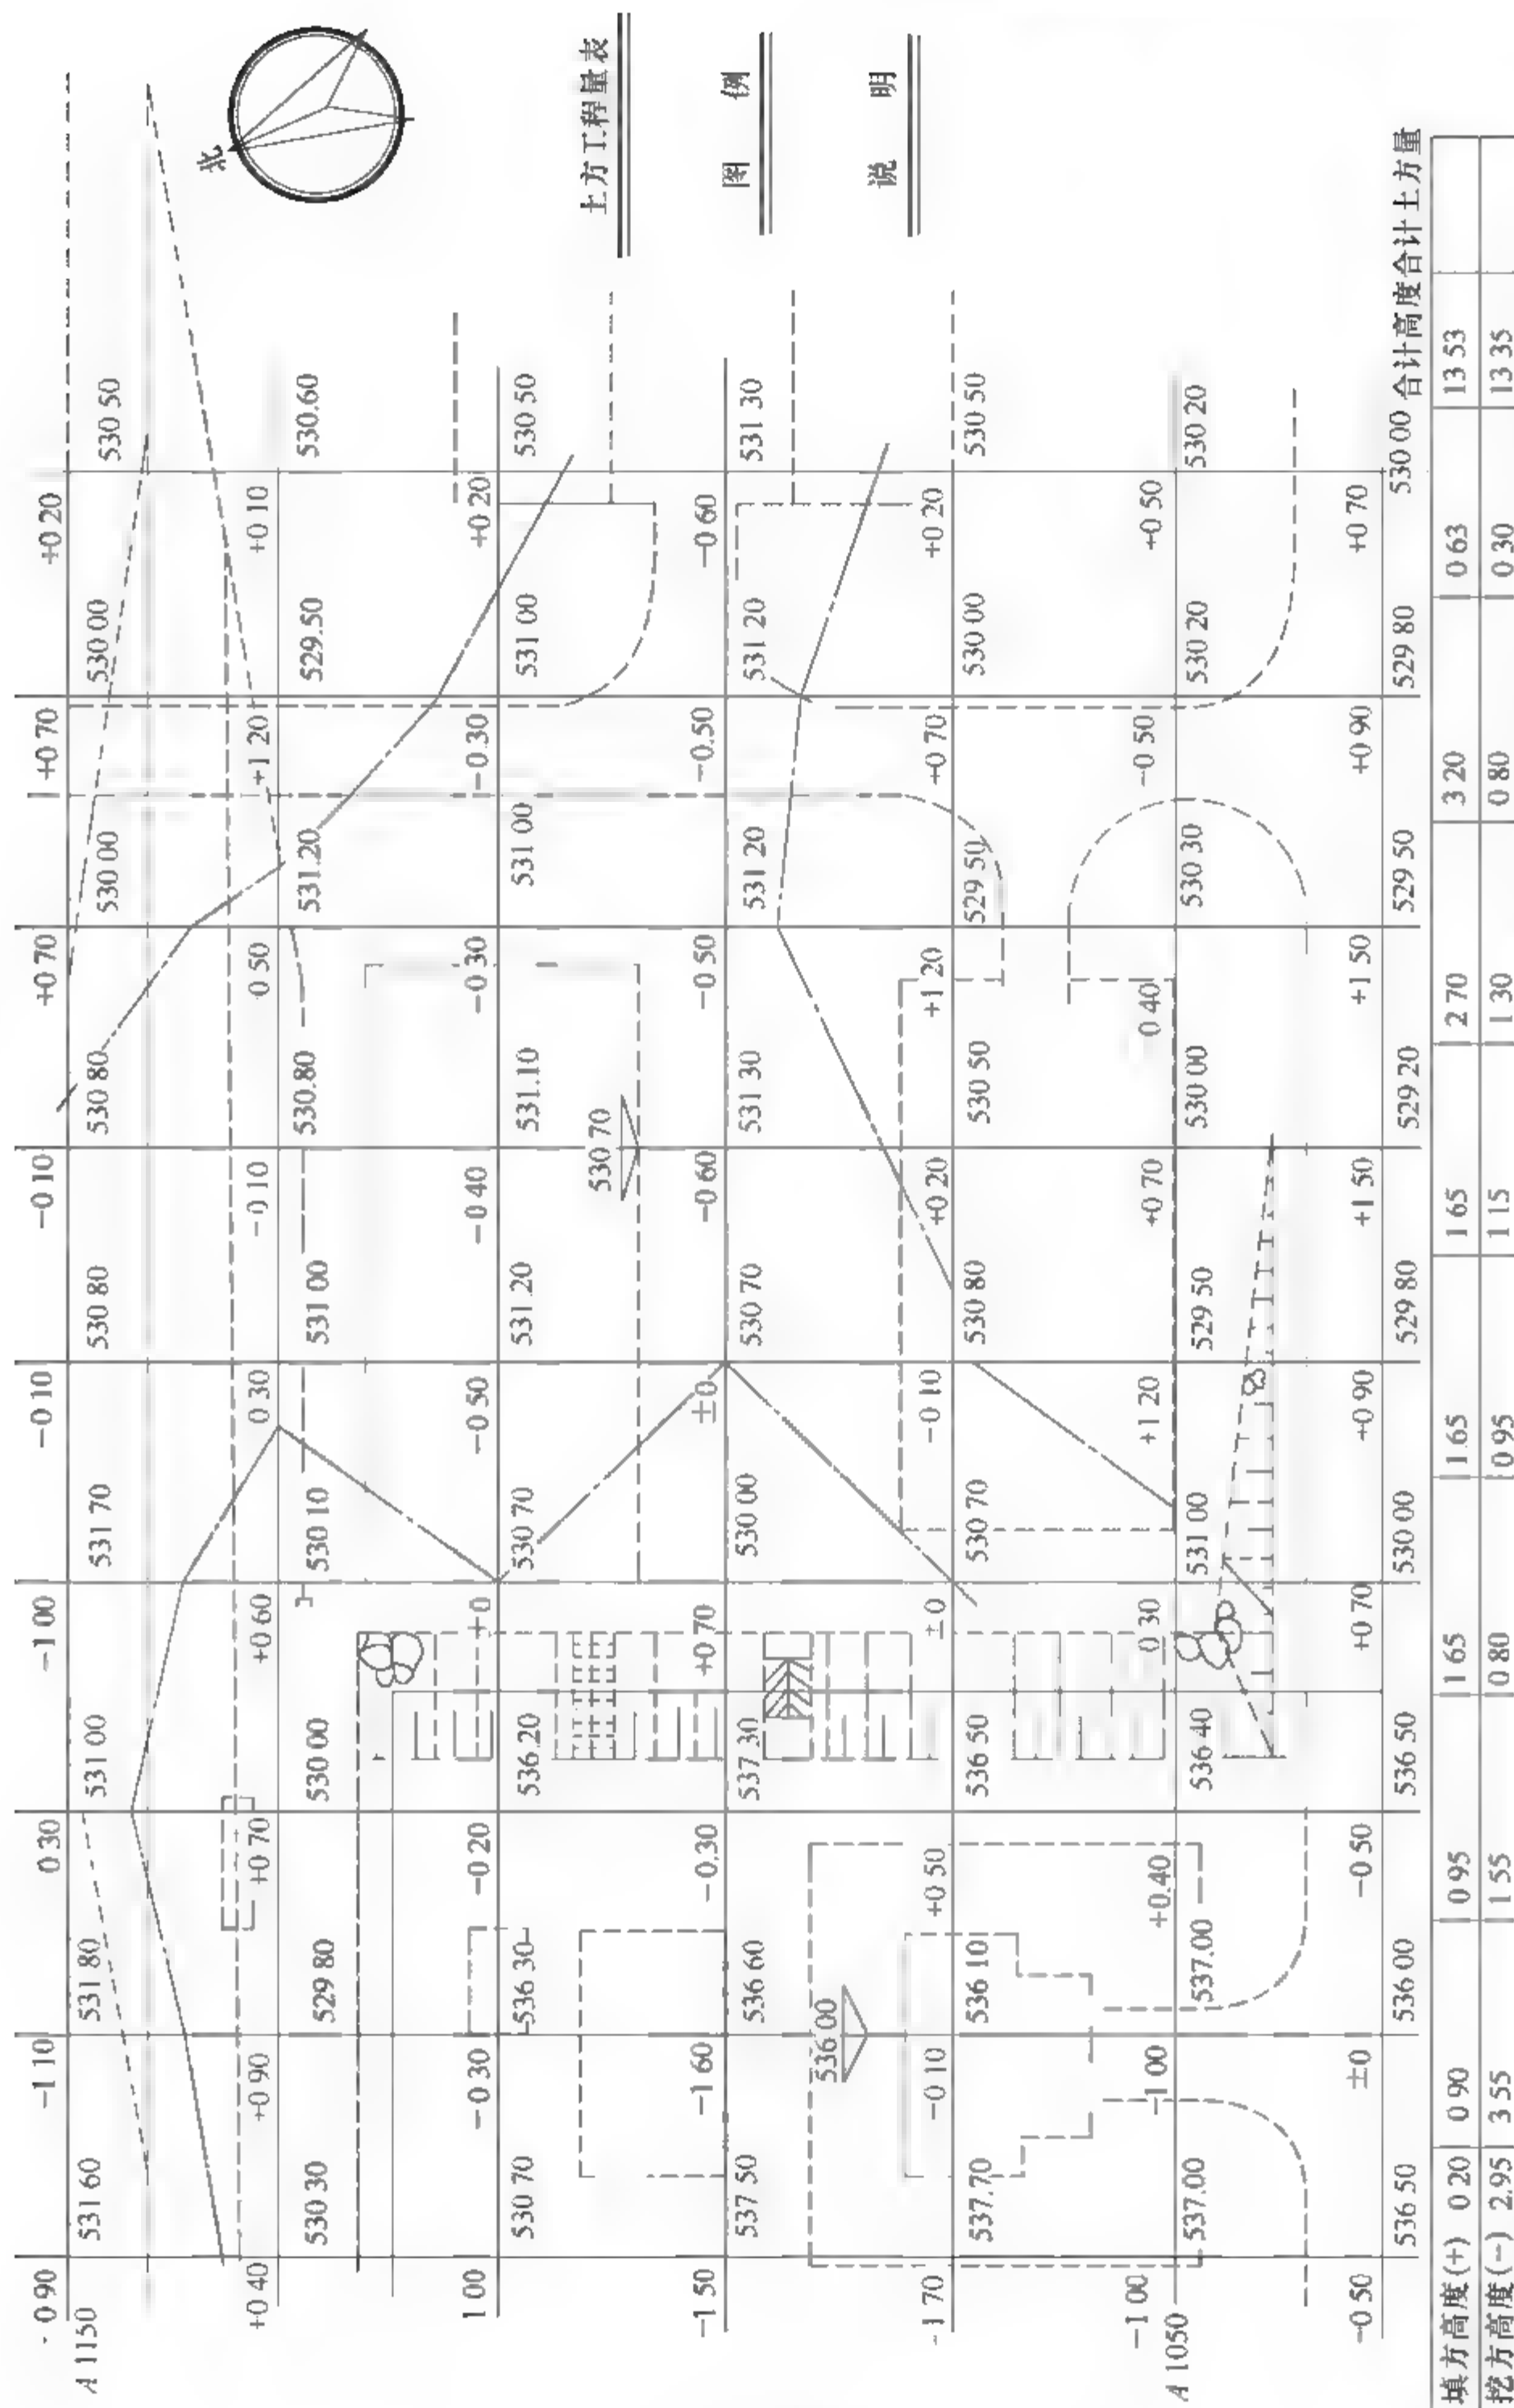 -0 90 -1 10 0 30 -1 00 -0 10 -0 10 +0 70 +0 70 +0 20
A 1150 531 60 531 80 531 00 531 70 530 80 530 80 530 00 530 00 530 50
北
+0 40 +0 90 +0 70 +0 60 0 30 -0 10 0 50 +1 20 +0 10
530 30 529 80 530 00 530 10 531 00 530.80 531.20 529.50 530.60
1 00 -0 30 -0 20 +0 -0 50 -0 40 -0 30 -0 30 +0 20
530 70 536 30 536 20 530 70 531 20 531.10 531 00 531 00 530 50
530 70
土方工程量表
-1 50 -1 60 -0.30 +0 70 ±0 -0 60 -0 50 -0.50 -0 60
537 50 536 60 537 30 530 00 530 70 531 30 531 20 531 20 531 30
图 例
536 00
说 明
-1 70 -0 10 +0 50 ±0 -0 10 +0 20 +1 20 +0 70 +0 20
537.70 536 10 536 50 530 70 530 80 530 50 529 50 530 00 530 50
-1 00 -1 00 +0.40 0 30 +1 20 +0 70 0 40 -0 50 +0 50
A 1050 537.00 537.00 536 40 531 00 529 50 530 00 530 30 530 20 530 20
-0 50 ±0 -0 50 +0 70 +0 90 +1 50 +1 50 +0 90 +0 70
536 50 536 00 536 50 530 00 529 80 529 20 529 50 529 80 530 00 合计高度合计土方量
填方高度(+) 0 20 0 90 0 95 1 65 1.65 1 65 2 70 3 20 0 63 13 53
挖方高度(-) 2.95 3 55 1 55 0 80 0 95 1 15 1 30 0 80 0 30 13 35